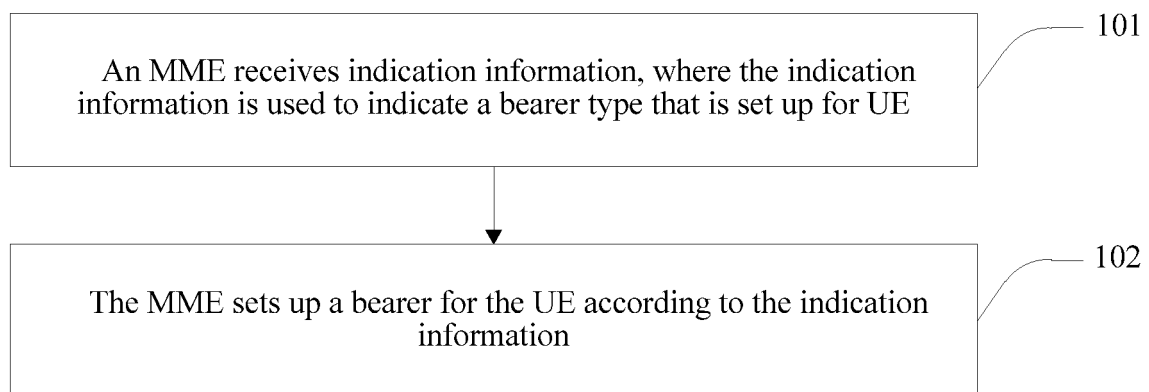 101
An MME receives indication information, where the indication
information is used to indicate a bearer type that is set up for UE
102
The MME sets up a bearer for the UE according to the indication
information